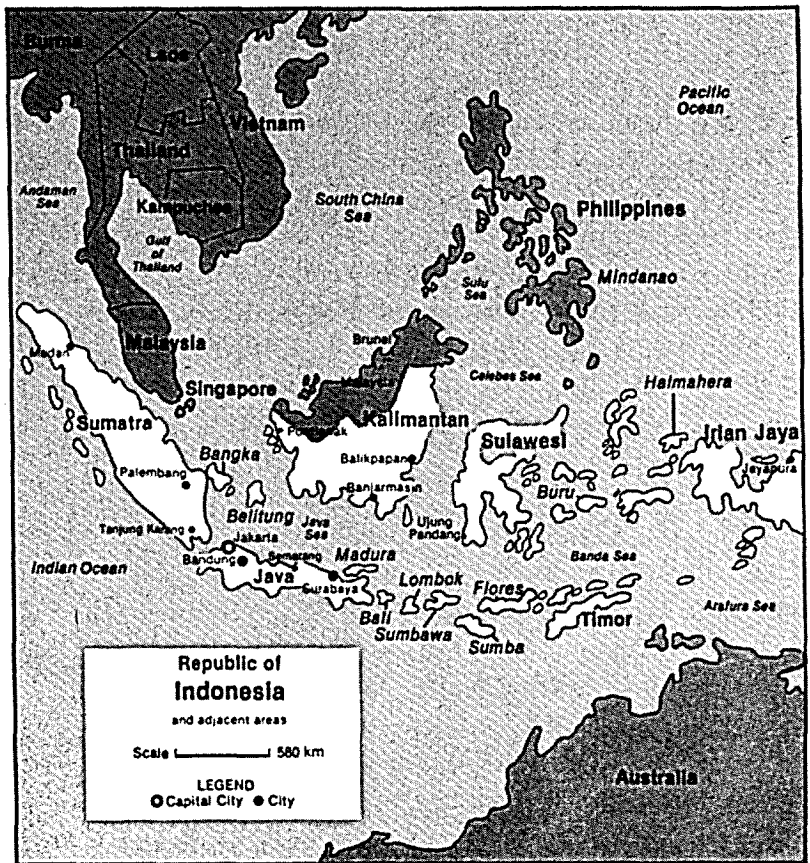 Burma
Laos
Vietnam
Thailand
Kampuchea
Andaman
Sea
Gulf
of
Thailand
South China
Sea
Pacific
Ocean
Philippines
Sulu
Sea
Mindanao
Brunei
Malaysia
Malaysia
Celebes Sea
Halmahera
Medan
Singapore
Sumatra
Pontianak
Kalimantan
Sulawesi
Irian Jaya
Jayapura
Bangka
Balikpapan
Palembang
Banjarmasin
Buru
Belitung
Java
Sea
Ujung
Pandang
Tanjung Karang
Jakarta
Banda Sea
Indian Ocean
Bandung
Semarang
Madura
Java
Surabaya
Lombok
Flores
Bali
Sumbawa
Timor
Sumba
Arafura Sea
Republic of
Indonesia
and adjacent areas
Scale 580 km
LEGEND
Capital City City
Australia